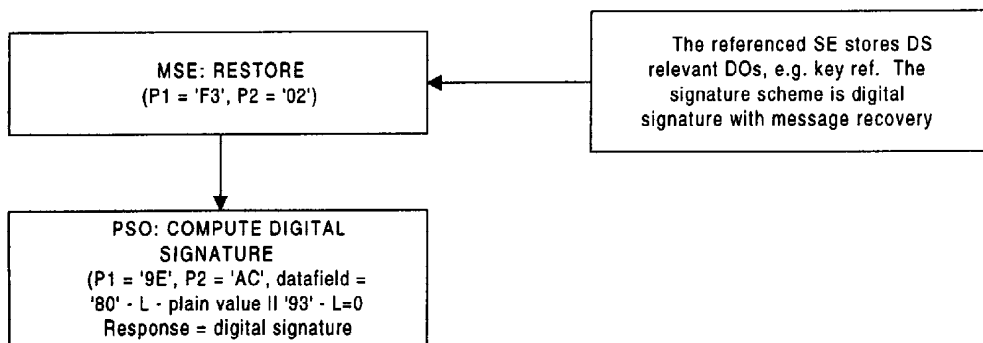 MSE: RESTORE
(P1 = 'F3', P2 = '02')
The referenced SE stores DS
relevant DOs, e.g. key ref. The
signature scheme is digital
signature with message recovery
PSO: COMPUTE DIGITAL
SIGNATURE
(P1 = '9E', P2 = 'AC', datafield =
'80' - L - plain value II '93' - L=0
Response = digital signature